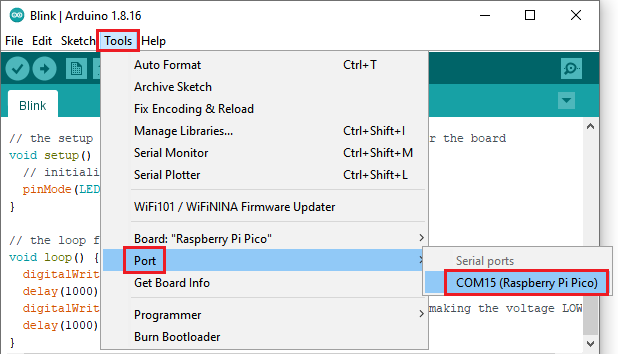 Blink | Arduino 1.8.16
File Edit Sketch Tools Help
Auto Format Ctrl+T
Archive Sketch
Blink
Fix Encoding & Reload
// the setup Manage Libraries... Ctrl+Shift+I r the board
void setup() Serial Monitor Ctrl+Shift+M
// initiali Serial Plotter Ctrl+Shift+L
pinMode(LED
}
WiFi101 / WiFiNINA Firmware Updater
// the loop f Board: "Raspberry Pi Pico"
void loop() { Port Serial ports
digitalWrit Get Board Info COM15 (Raspberry Pi Pico)
delay(1000)
digitalWrit Programmer making the voltage LOW
delay(1000) Burn Bootloader
}